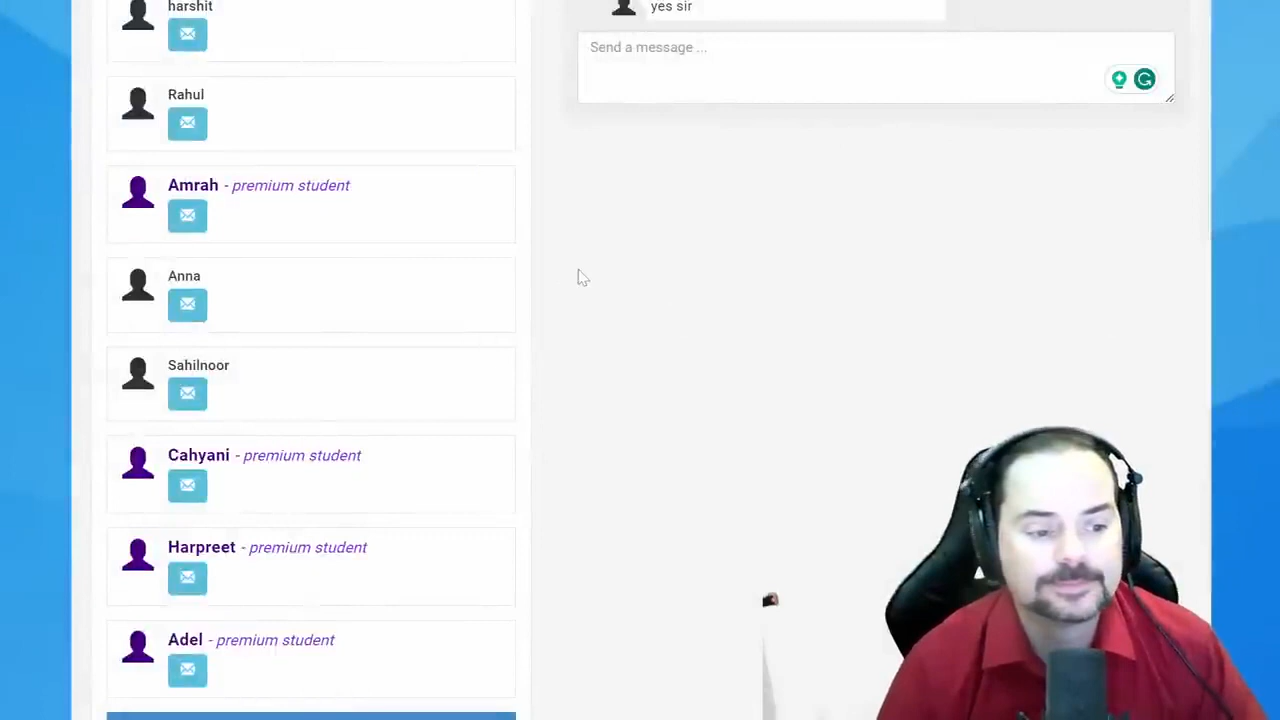 harshit
Rahul
Amrah - premium student
Anna
Sahilnoor
Cahyani - premium student
Harpreet - premium student
Adel - premium student
yes sir
Send a message ...